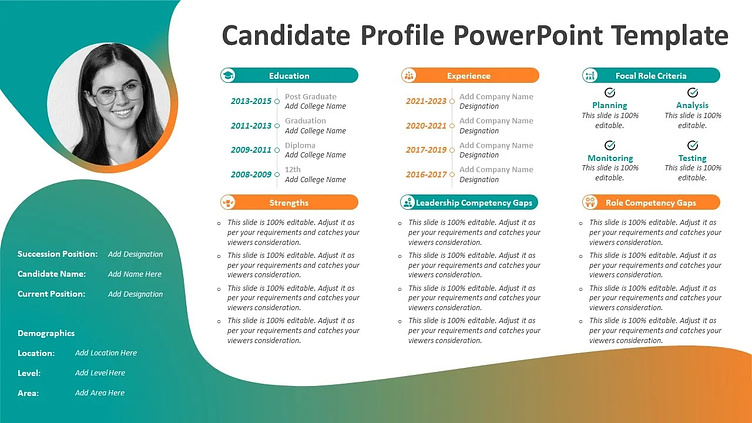 Candidate Profile PowerPoint Template
Education
2013-2015
Post Graduate
Add College Name
2011-2013
Graduation
Add College Name
2009-2011
Diploma
Add College Name
2008-2009
12th
Add College Name
Experience
2021-2023
Add Company Name
Designation
2020-2021
Add Company Name
Designation
2017-2019
Add Company Name
Designation
2016-2017
Add Company Name
Designation
Focal Role Criteria
Planning
This slide is 100%
editable.
Analysis
This slide is 100%
editable.
Monitoring
This slide is 100%
editable.
Testing
This slide is 100%
editable.
Strengths
This slide is 100% editable. Adjust it as
per your requirements and catches your
viewers consideration.
This slide is 100% editable. Adjust it as
per your requirements and catches your
viewers consideration.
This slide is 100% editable. Adjust it as
per your requirements and catches your
viewers consideration.
This slide is 100% editable. Adjust it as
per your requirements and catches your
viewers consideration.
Leadership Competency Gaps
This slide is 100% editable. Adjust it as
per your requirements and catches your
viewers consideration.
This slide is 100% editable. Adjust it as
per your requirements and catches your
viewers consideration.
This slide is 100% editable. Adjust it as
per your requirements and catches your
viewers consideration.
This slide is 100% editable. Adjust it as
per your requirements and catches your
viewers consideration.
Role Competency Gaps
This slide is 100% editable. Adjust it as
per your requirements and catches your
viewers consideration.
This slide is 100% editable. Adjust it as
per your requirements and catches your
viewers consideration.
This slide is 100% editable. Adjust it as
per your requirements and catches your
viewers consideration.
This slide is 100% editable. Adjust it as
per your requirements and catches your
viewers consideration.
Succession Position: Add Designation
Candidate Name: Add Name Here
Current Position: Add Designation
Demographics
Location: Add Location Here
Level: Add Level Here
Area: Add Area Here